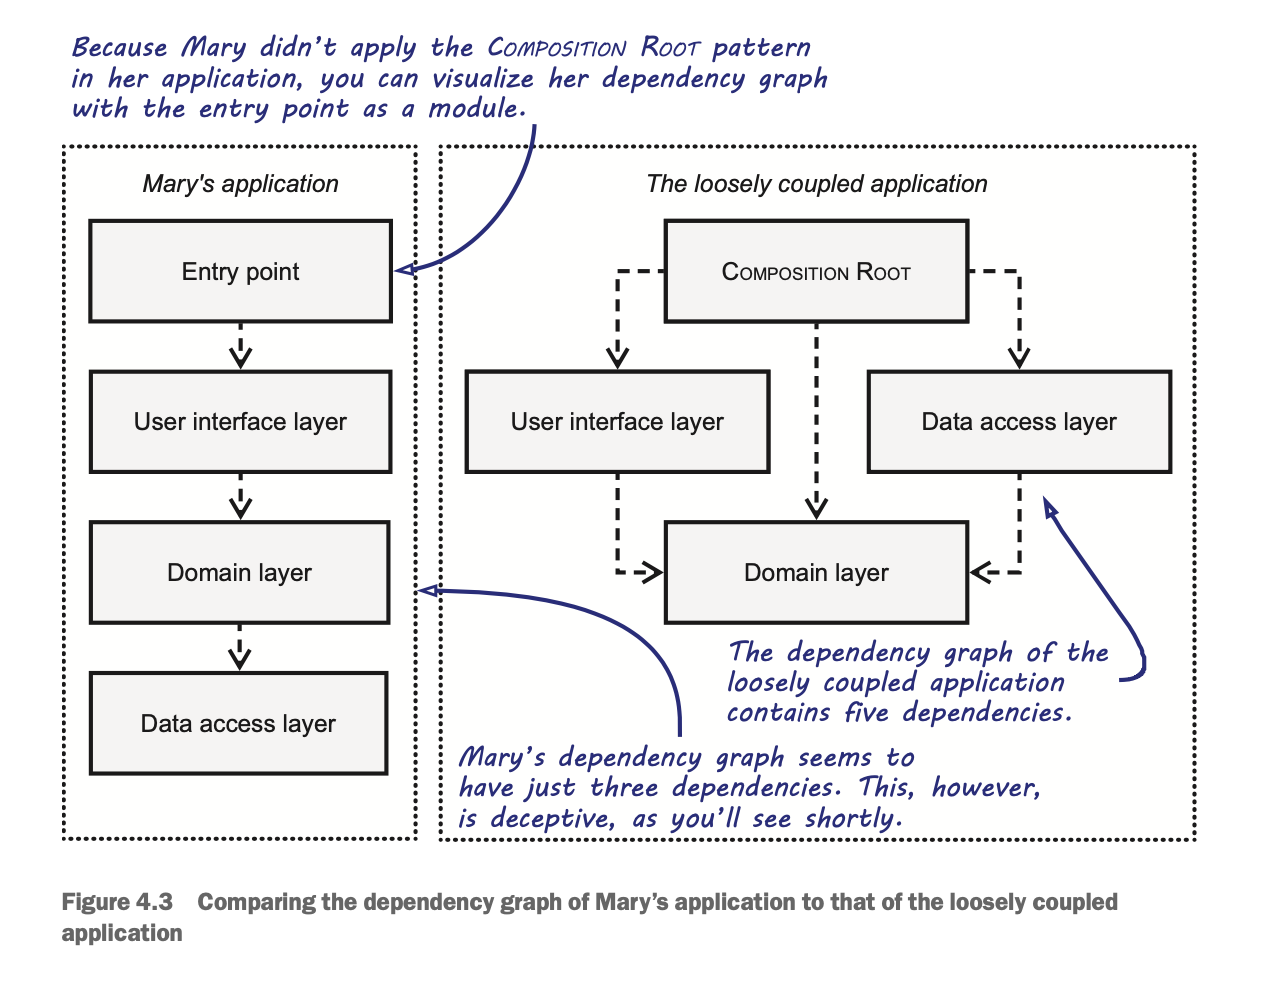 Because Mary didn't apply the COMPOSITION ROOT pattern
in her application, you can visualize her dependency graph
with the entry point as a module.
Mary's application
Entry point
User interface layer
Domain layer
Data access layer
The loosely coupled application
COMPOSITION ROOT
User interface layer
Data access layer
Domain layer
The dependency graph of the
loosely coupled application
contains five dependencies.
Mary's dependency graph seems to
have just three dependencies. This, however,
is deceptive, as you'll see shortly.
Figure 4.3 Comparing the dependency graph of Mary's application to that of the loosely coupled
application